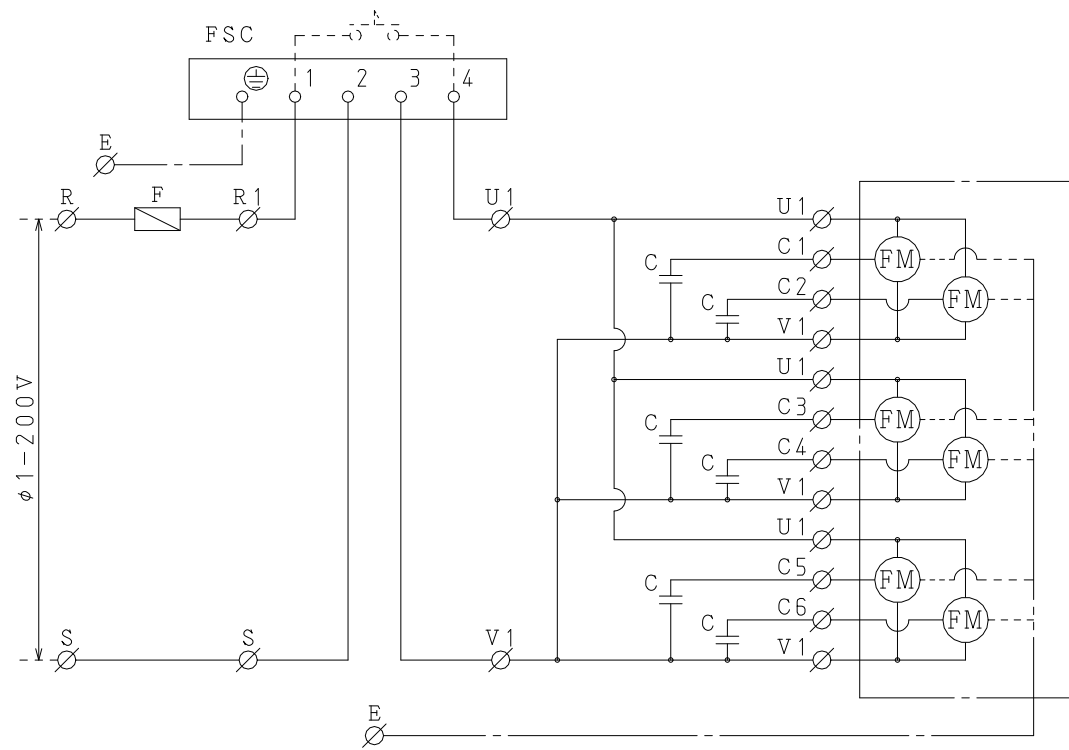 FSC
1 2 3 4
E
R F R1 U1 U1
C C1 FM
C C2 FM
V1
U1
C C3 FM
C C4 FM
V1
φ1-200V
U1
C C5 FM
C C6 FM
S S V1 V1
E